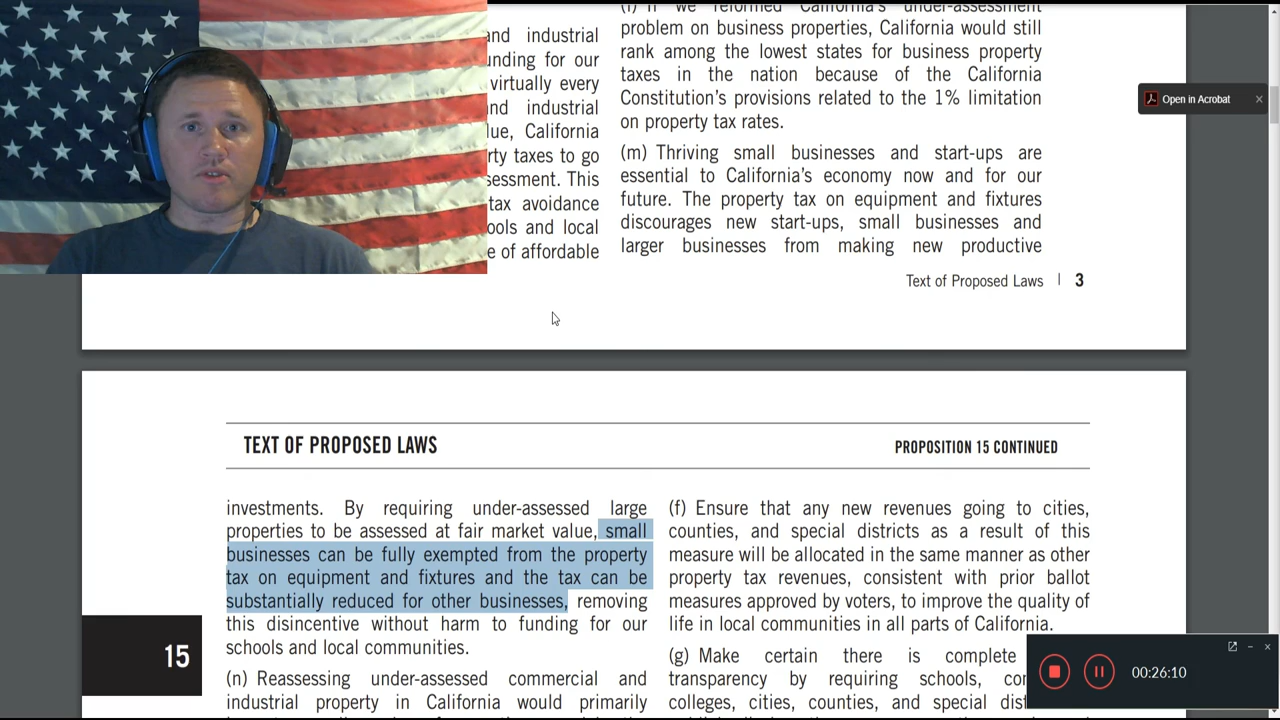 and industrial
unding for our
virtually every
and industrial
lue, California
rty taxes to go
sessment. This
tax avoidance
ools and local
e of affordable
(l) If we reformed California's under-assessment
problem on business properties, California would still
rank among the lowest states for business property
taxes in the nation because of the California
Constitution's provisions related to the 1% limitation
on property tax rates.
(m) Thriving small businesses and start-ups are
essential to California's economy now and for our
future. The property tax on equipment and fixtures
discourages new start-ups, small businesses and
larger businesses from making new productive
Text of Proposed Laws | 3
Open in Acrobat
TEXT OF PROPOSED LAWS
PROPOSITION 15 CONTINUED
investments. By requiring under-assessed large
properties to be assessed at fair market value, small
businesses can be fully exempted from the property
tax on equipment and fixtures and the tax can be
substantially reduced for other businesses, removing
this disincentive without harm to funding for our
schools and local communities.
(n) Reassessing under-assessed commercial and
industrial property in California would primarily
15
(f) Ensure that any new revenues going to cities,
counties, and special districts as a result of this
measure will be allocated in the same manner as other
property tax revenues, consistent with prior ballot
measures approved by voters, to improve the quality of
life in local communities in all parts of California.
(g) Make certain there is complete
transparency by requiring schools, co
colleges, cities, counties, and special dist
00:26:10